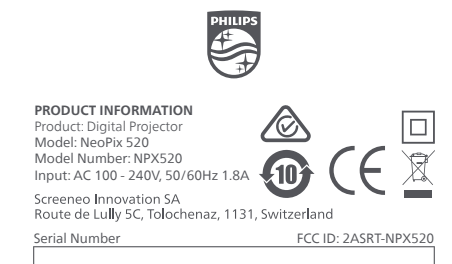 PHILIPS
PRODUCT INFORMATION
Product: Digital Projector
Model: NeoPix 520
Model Number: NPX520
Input: AC 100 - 240V, 50/60Hz 1.8A
10
CE
Screeneo Innovation SA
Route de Lully 5C, Tolochenaz, 1131, Switzerland
Serial Number
FCC ID: 2ASRT-NPX520